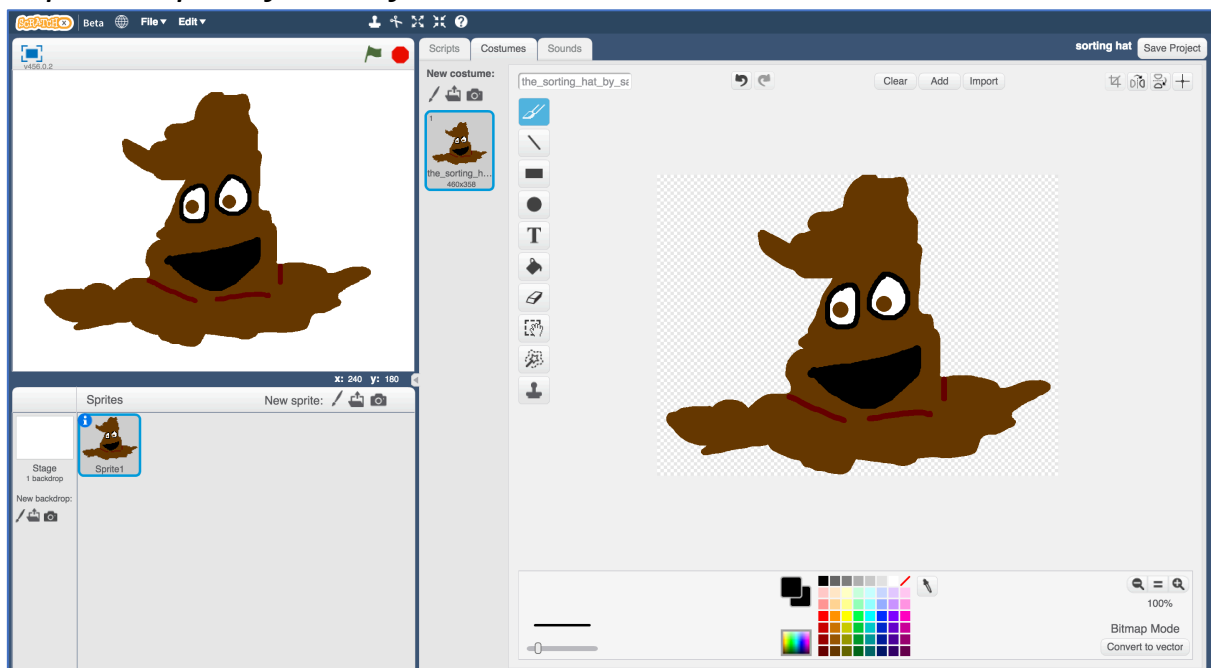 SCRATCHX Beta File▾ Edit▾
v456.0.2
Scripts Costumes Sounds
sorting hat Save Project
New costume:
the_sorting_hat_by_sa
Clear Add Import
1
the_sorting_h...
460x358
T
x: 240 y: 180
Sprites New sprite:
Stage
1 backdrop
Sprite1
New backdrop:
100%
Bitmap Mode
Convert to vector